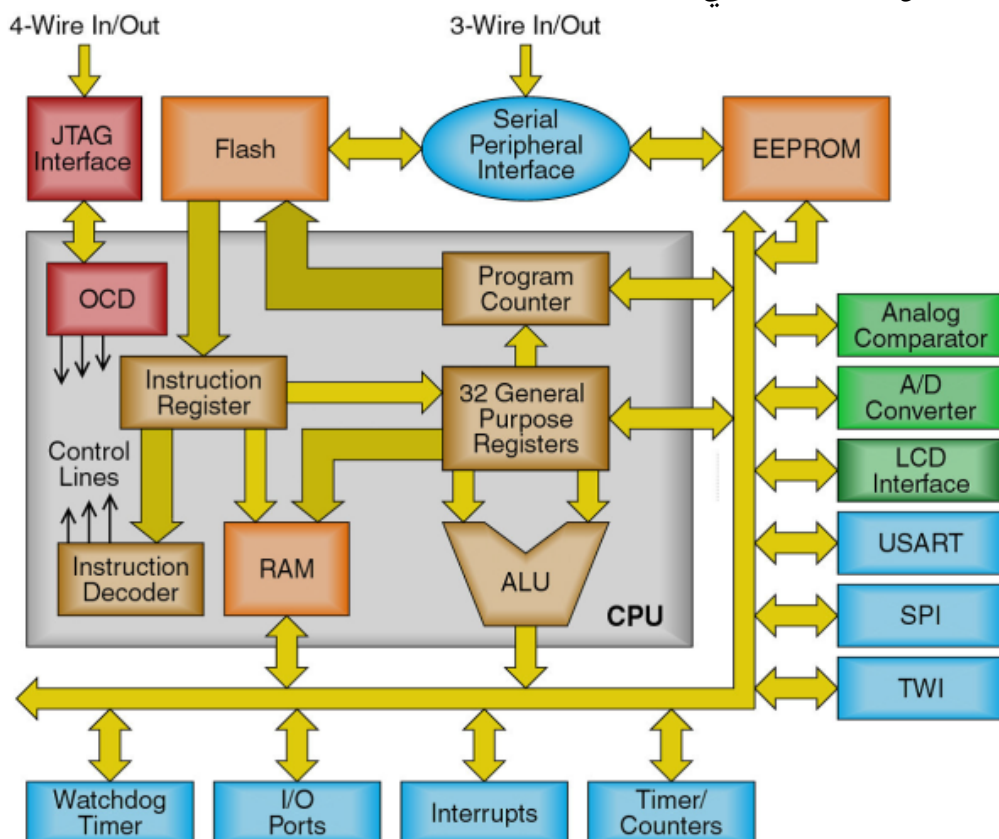 4-Wire In/Out
3-Wire In/Out
JTAG
Interface
Flash
Serial
Peripheral
Interface
EEPROM
OCD
Program
Counter
Analog
Comparator
Instruction
Register
32 General
Purpose
Registers
A/D
Converter
Control
Lines
LCD
Interface
Instruction
Decoder
RAM
ALU
USART
CPU
SPI
TWI
Watchdog
Timer
I/O
Ports
Interrupts
Timer/
Counters